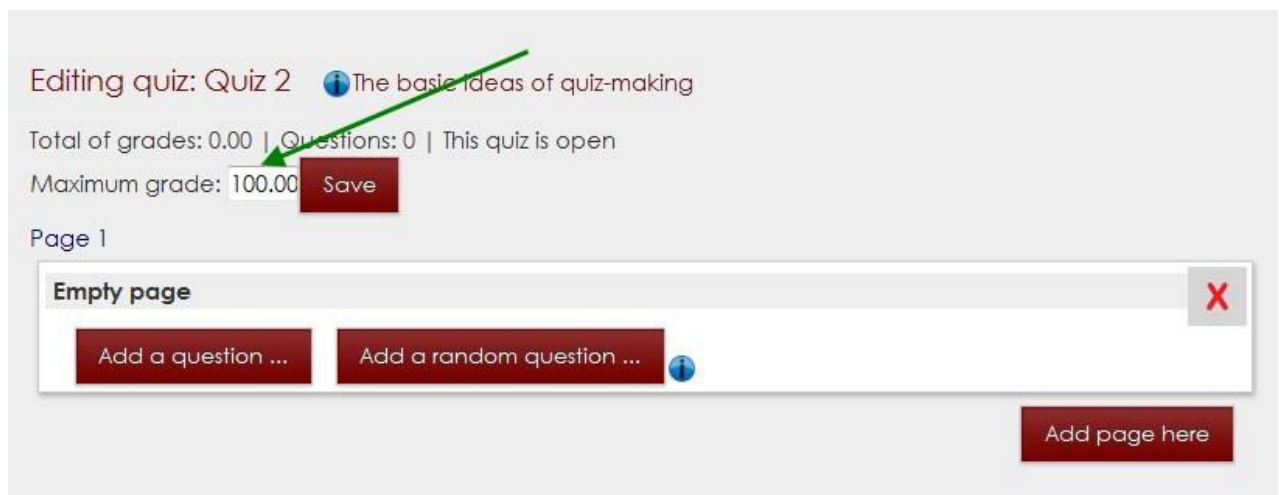 Editing quiz: Quiz 2 The basic ideas of quiz-making
Total of grades: 0.00 | Questions: 0 | This quiz is open
Maximum grade: 100.00 Save
Page 1
Empty page X
Add a question ... Add a random question ...
Add page here